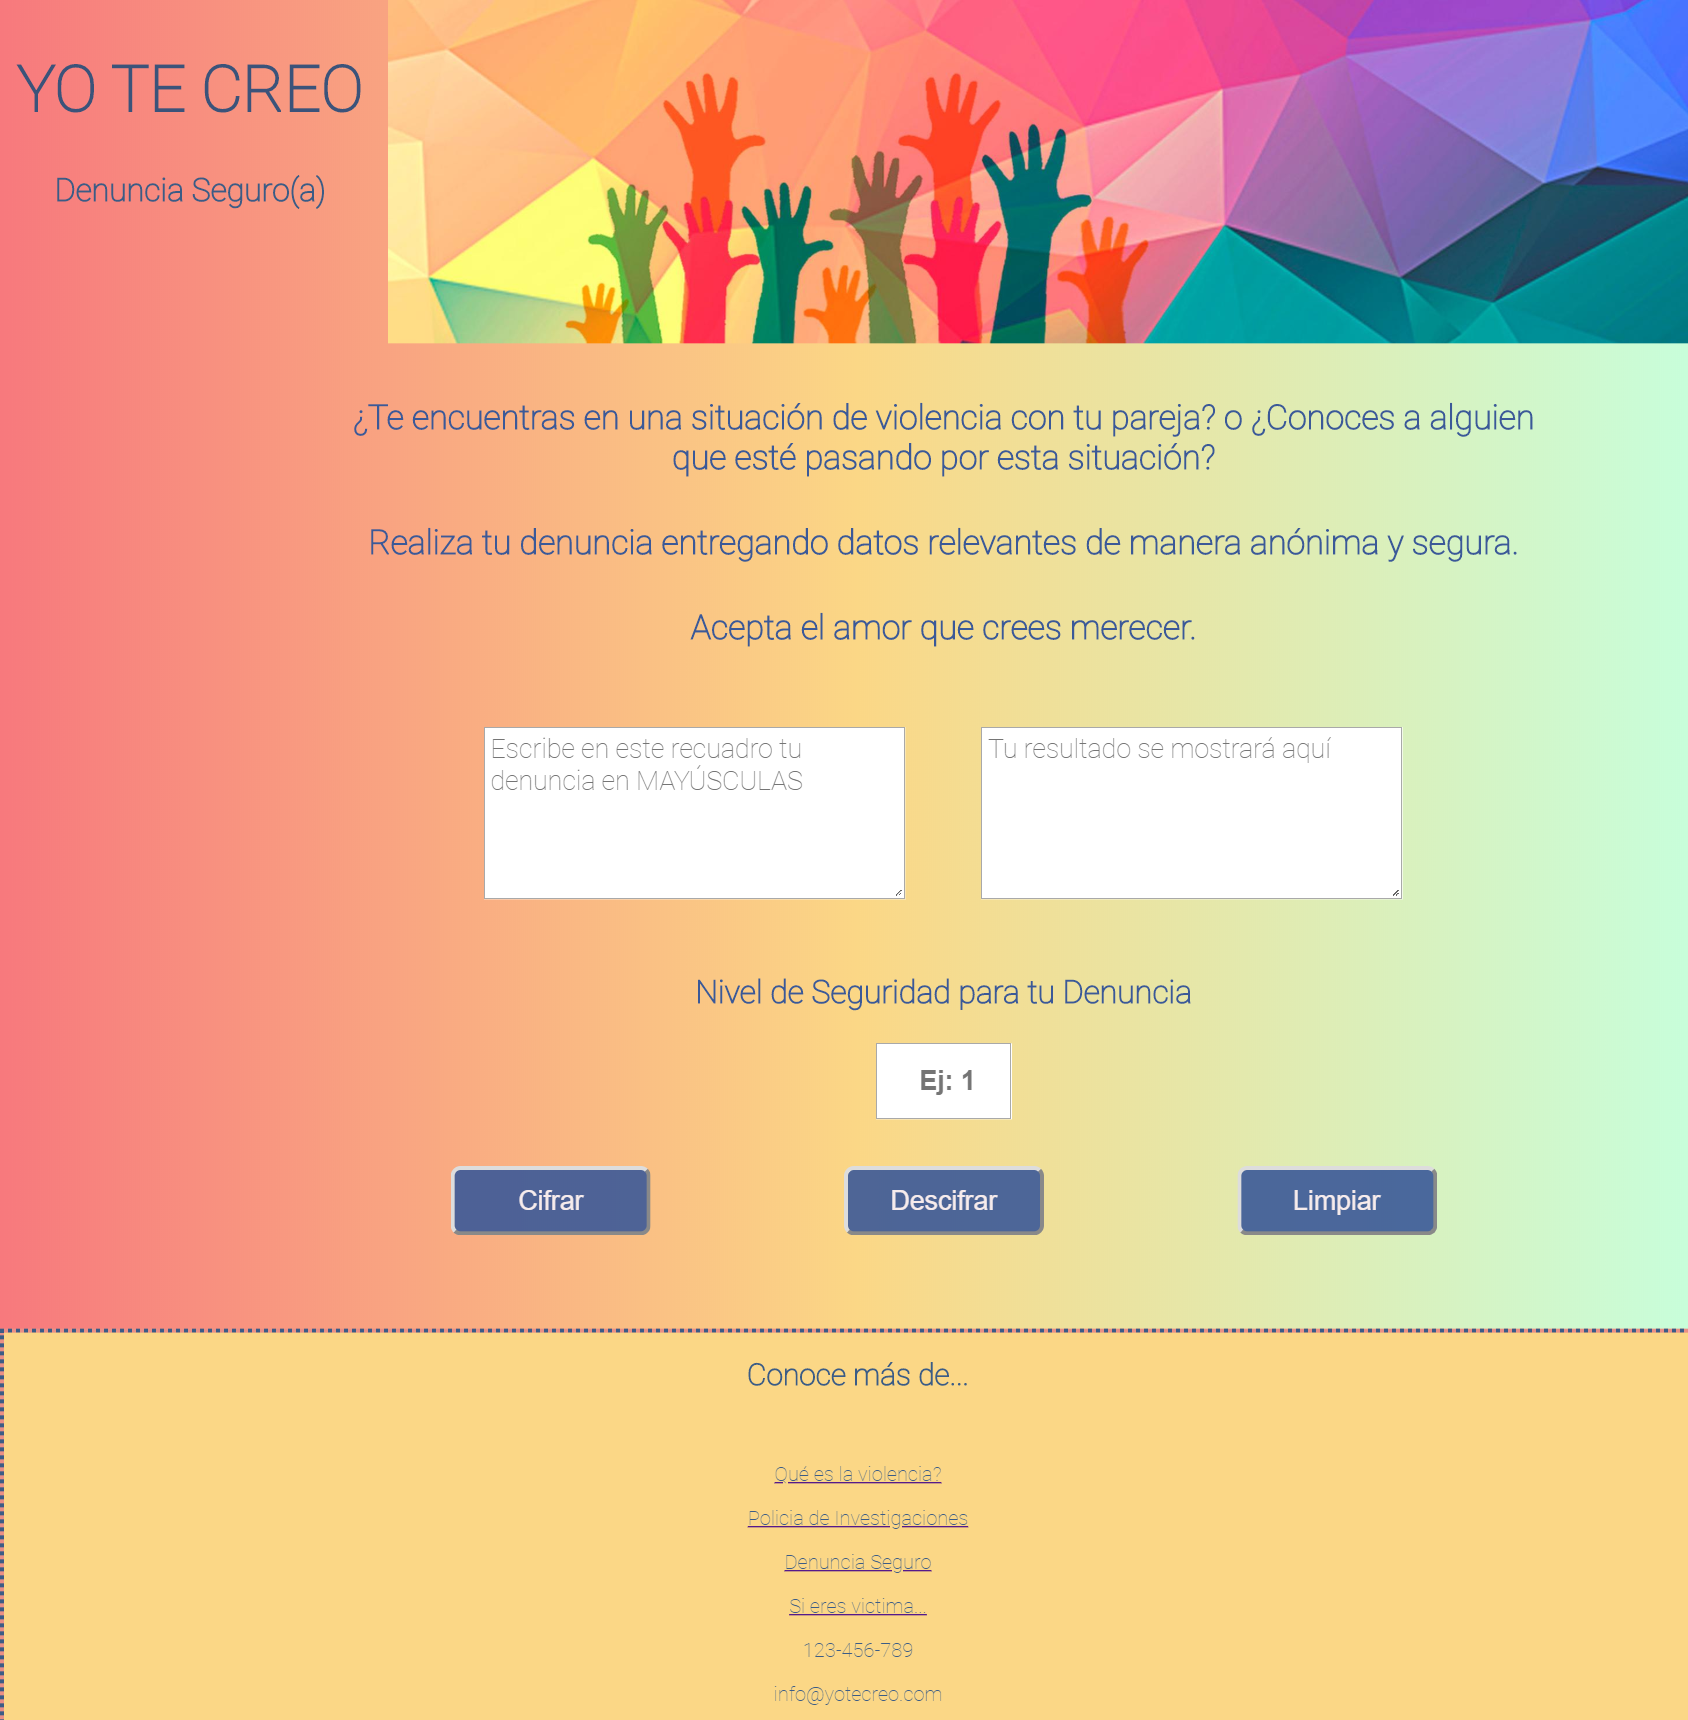 YO TE CREO
Denuncia Seguro(a)
¿Te encuentras en una situación de violencia con tu pareja? o ¿Conoces a alguien
que esté pasando por esta situación?
Realiza tu denuncia entregando datos relevantes de manera anónima y segura.
Acepta el amor que crees merecer.
Escribe en este recuadro tu
denuncia en MAYÚSCULAS
Tu resultado se mostrará aquí
Nivel de Seguridad para tu Denuncia
Ej: 1
Cifrar
Descifrar
Limpiar
Conoce más de...
Qué es la violencia?
Policia de Investigaciones
Denuncia Seguro
Si eres victima...
123-456-789
info@yotecreo.com